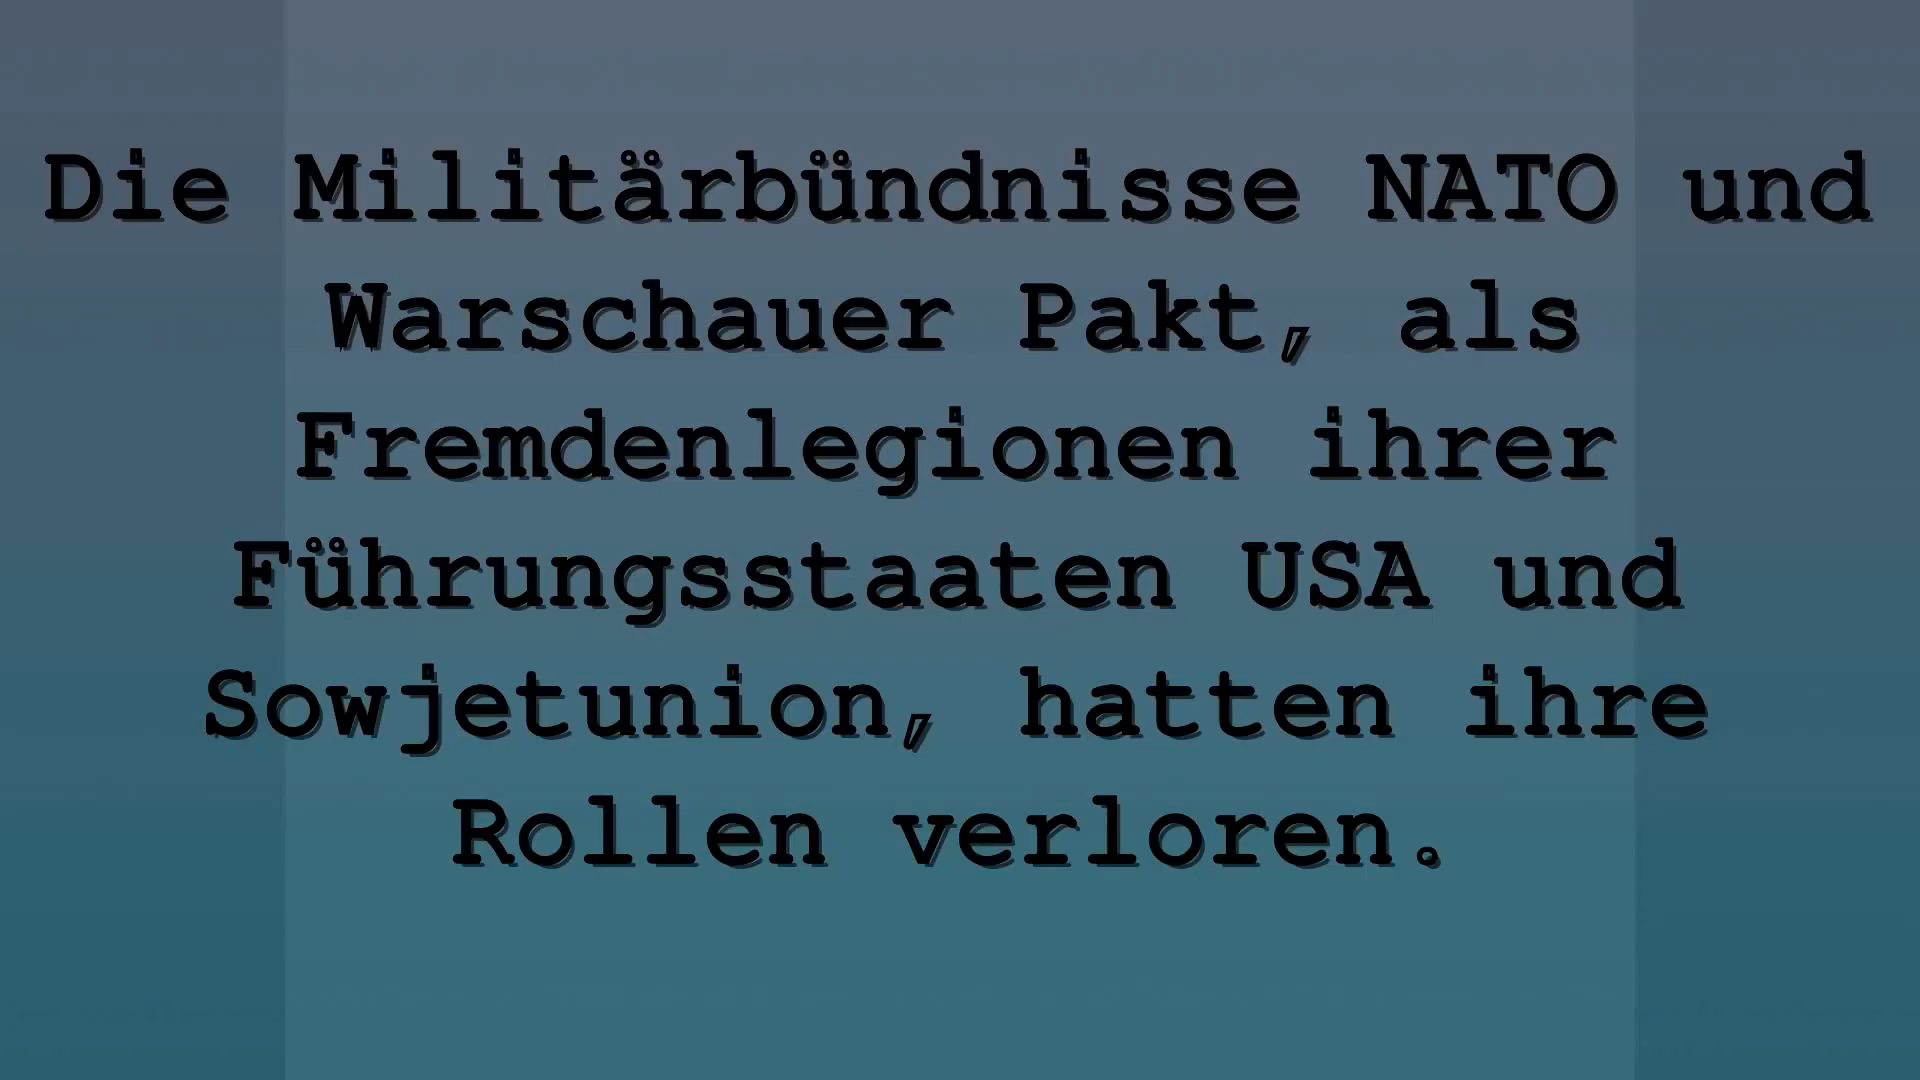 Die Militärbündnisse NATO und
Warschauer Pakt, als
Fremdenlegionen ihrer
Führungsstaaten USA und
Sowjetunion, hatten ihre
Rollen verloren.